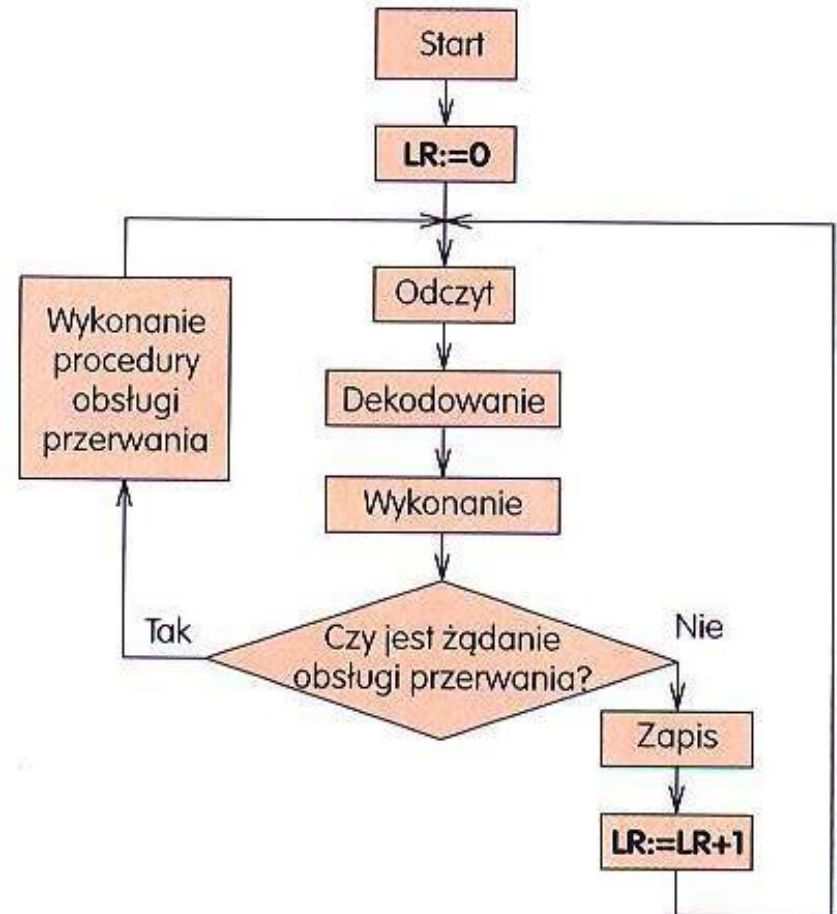 Start
LR:=0
Odczyt
Wykonanie
procedury
obsługi
przerwania
Dekodowanie
Wykonanie
Tak
Czy jest żądanie
obsługi przerwania?
Nie
Zapis
LR:=LR+1